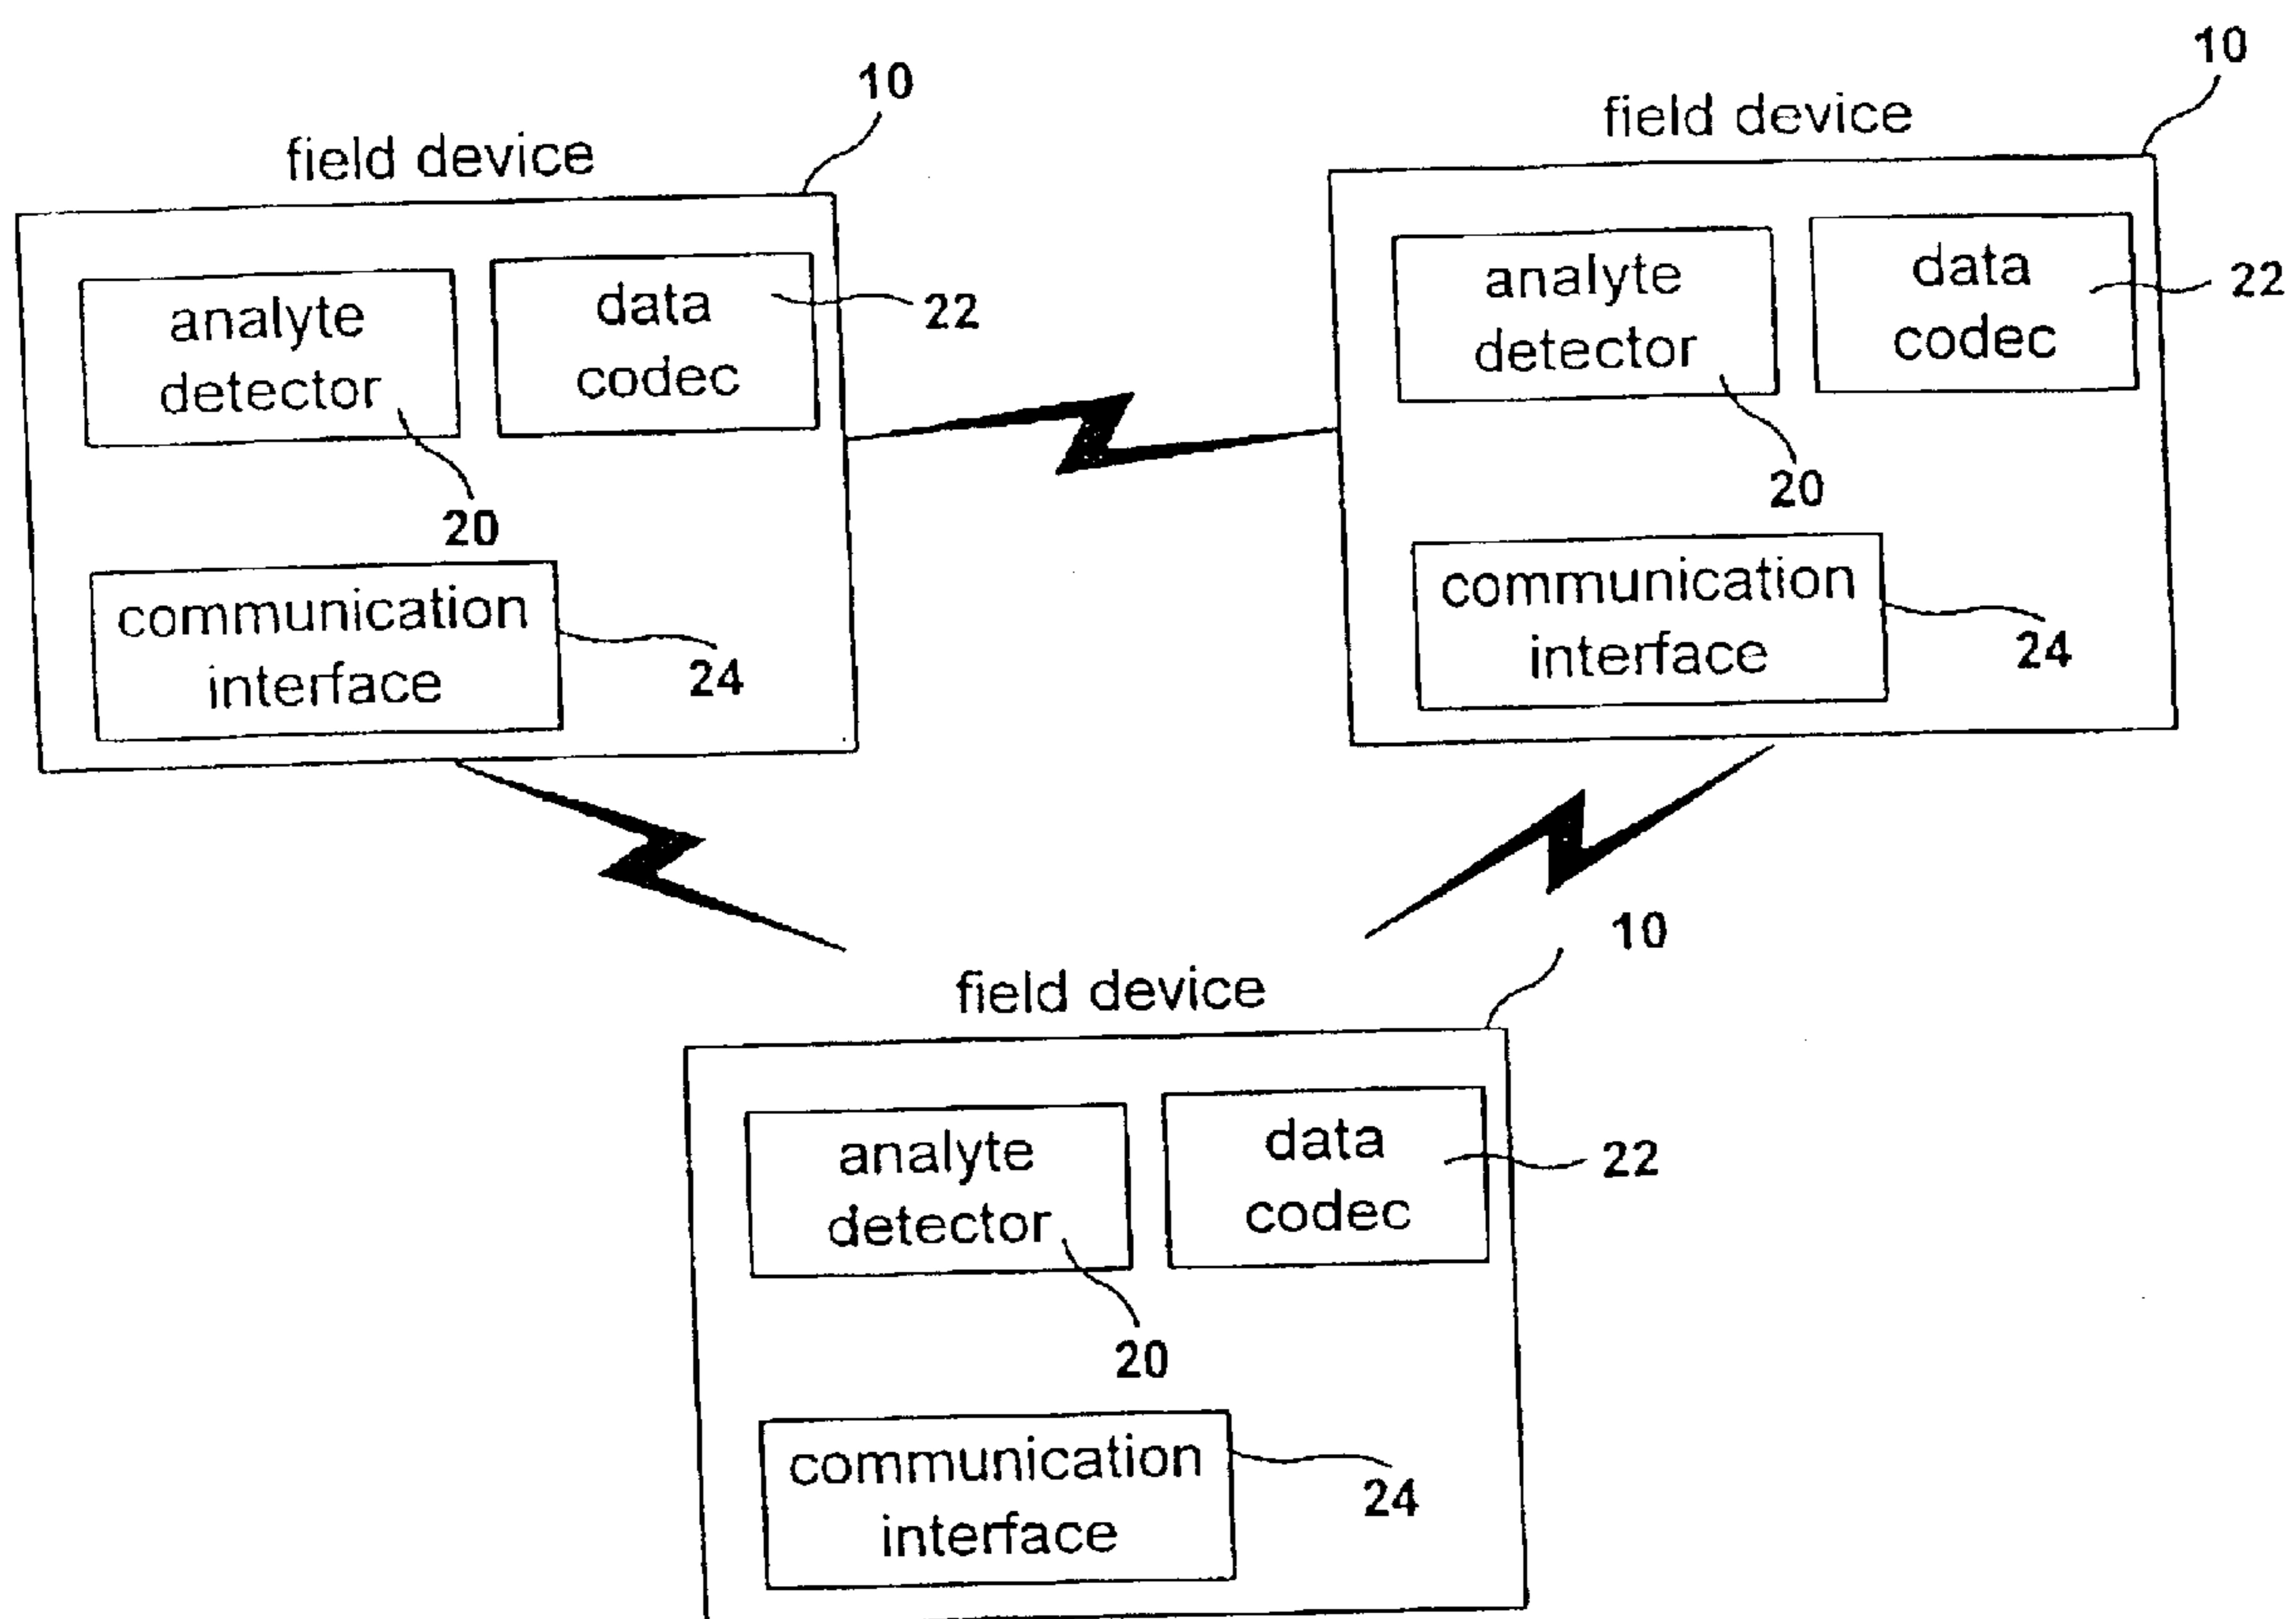 10
field device
analyte
detector
data
codec
22
20
communication
interface
24
10
field device
analyte
detector
data
codec
22
20
communication
interface
24
10
field device
analyte
detector
data
codec
22
20
communication
interface
24